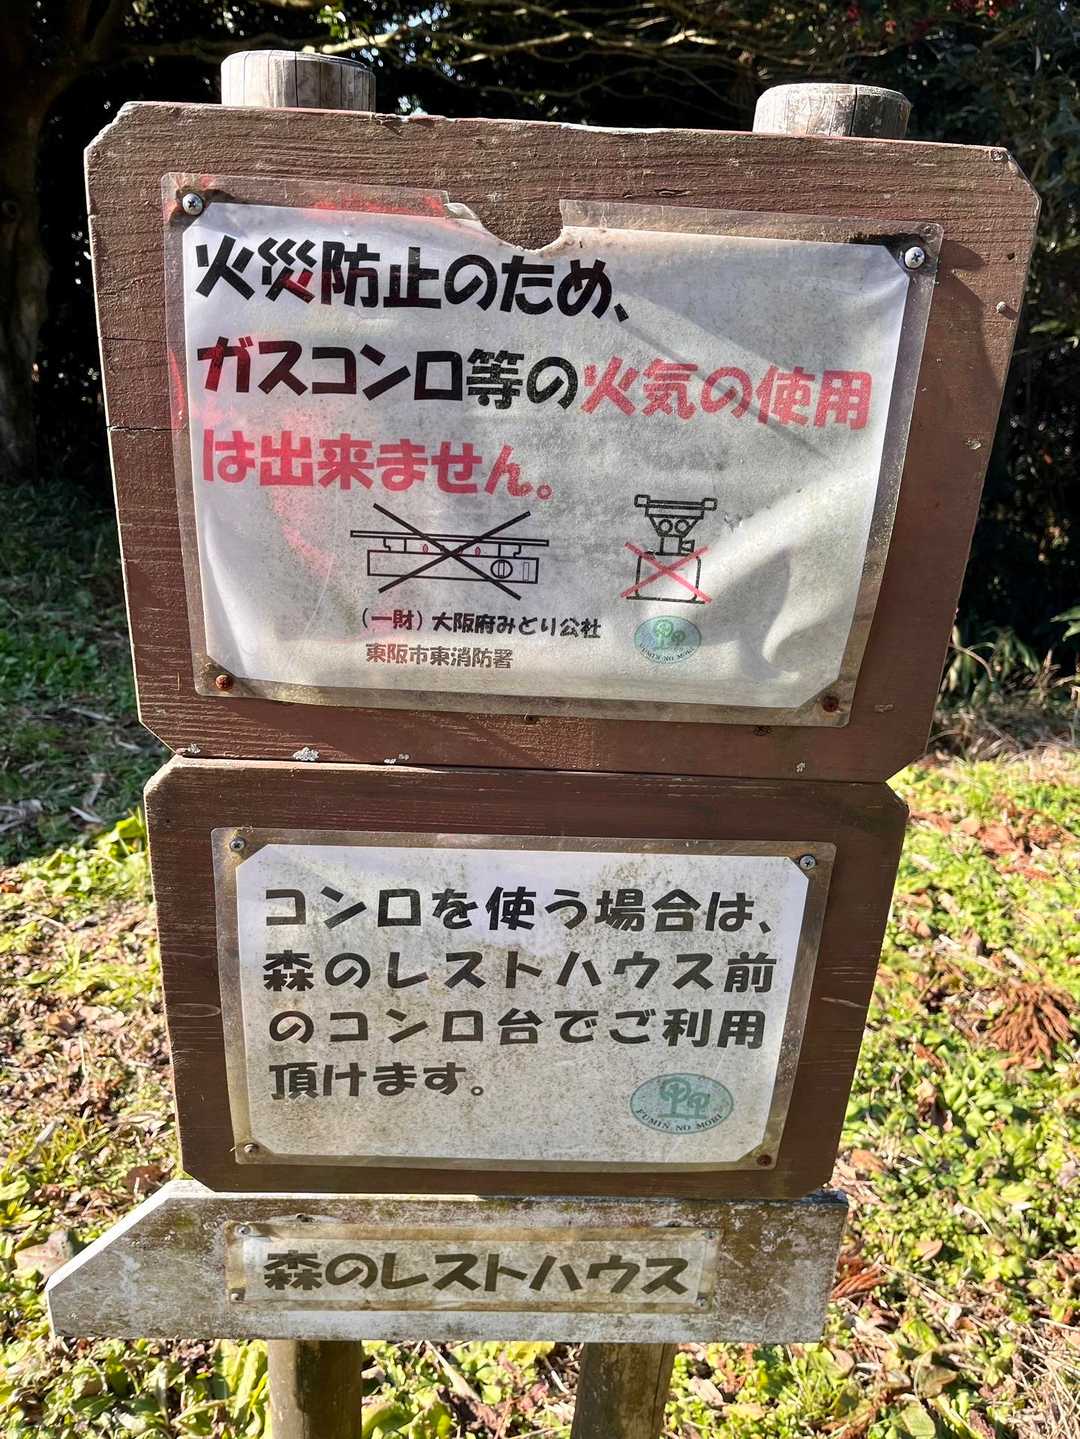 火災防止のため、
ガスコンロ等の火気の使用
は出来ません。
（一財）大阪府みどり公社
東阪市東消防署
FUMIN NO MORI
コンロを使う場合は、
森のレストハウス前
のコンロ台でご利用
頂けます。
FUMIN NO MORI
森のレストハウス